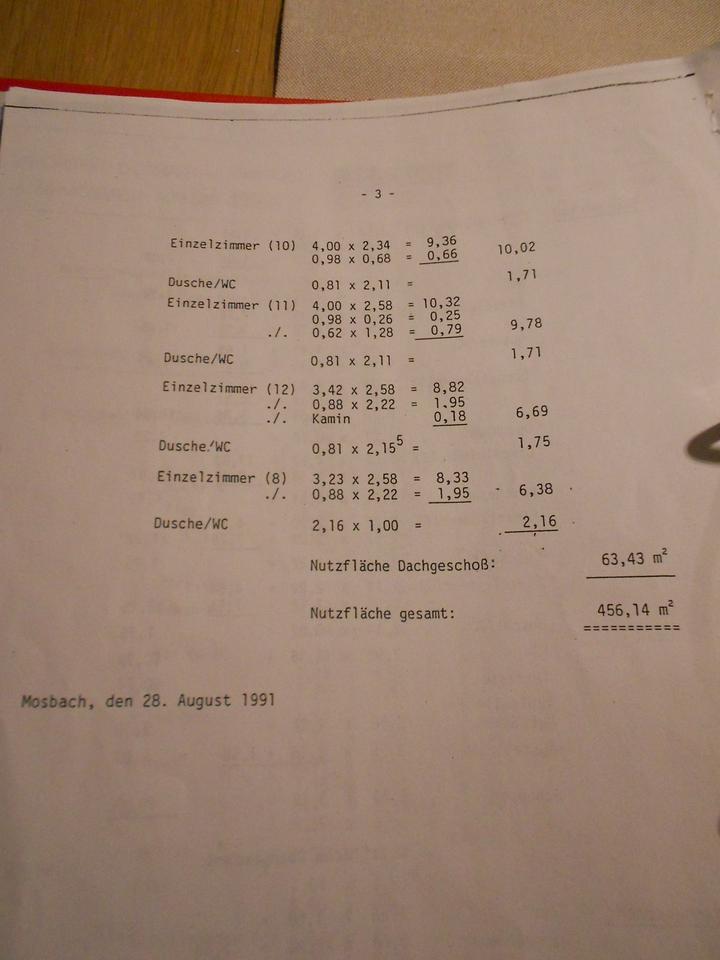 - 3 -
Einzelzimmer (10) 4,00 x 2,34 = 9,36
0,98 x 0,68 = 0,66 10,02
Dusche/WC 0,81 x 2,11 = 1,71
Einzelzimmer (11) 4,00 x 2,58 = 10,32
0,98 x 0,26 = 0,25
./. 0,62 x 1,28 = 0,79 9,78
Dusche/WC 0,81 x 2,11 = 1,71
Einzelzimmer (12) 3,42 x 2,58 = 8,82
./. 0,88 x 2,22 = 1.95
./. Kamin 0,18 6,69
Dusche/WC 0,81 x 2,15⁵ = 1,75
Einzelzimmer (8) 3,23 x 2,58 = 8,33
./. 0,88 x 2,22 = 1,95 6,38
Dusche/WC 2,16 x 1,00 = 2,16
Nutzfläche Dachgeschoß: 63,43 m²
Nutzfläche gesamt: 456,14 m²
===========
Mosbach, den 28. August 1991